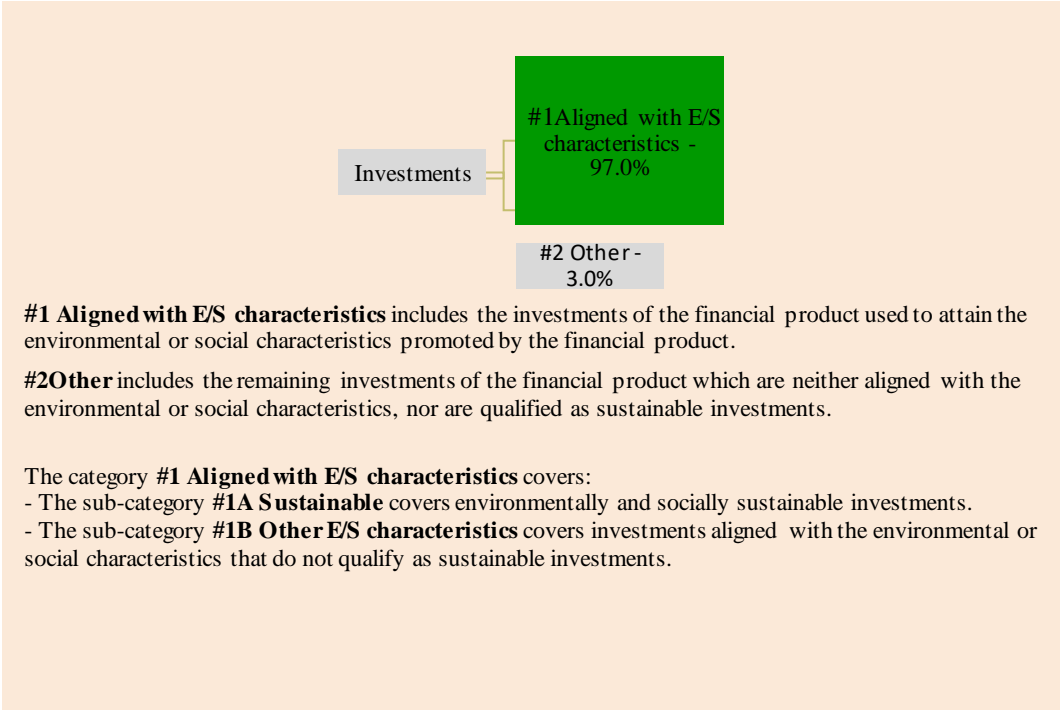 #1Aligned with E/S
characteristics -
97.0%
Investments
#2 Other -
3.0%
#1 Aligned with E/S characteristics includes the investments of the financial product used to attain the
environmental or social characteristics promoted by the financial product.
#2Other includes the remaining investments of the financial product which are neither aligned with the
environmental or social characteristics, nor are qualified as sustainable investments.
The category #1 Aligned with E/S characteristics covers:
- The sub-category #1A Sustainable covers environmentally and socially sustainable investments.
- The sub-category #1B Other E/S characteristics covers investments aligned with the environmental or
social characteristics that do not qualify as sustainable investments.